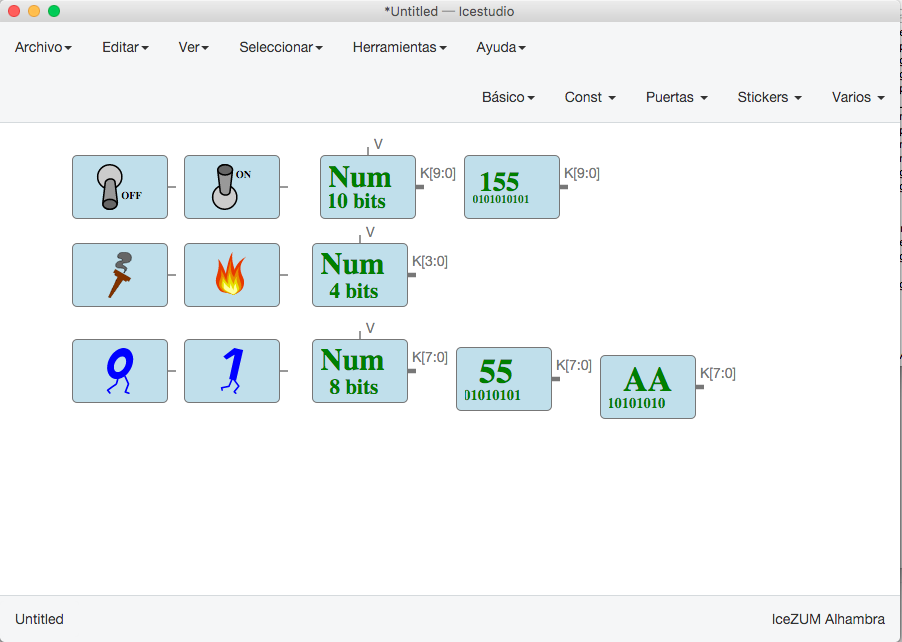 *Untitled — Icestudio
Archivo Editar Ver Seleccionar Herramientas Ayuda
Básico Const Puertas Stickers Varios
V
OFF
ON
Num
10 bits
K[9:0]
155
0101010101
K[9:0]
V
Num
4 bits
K[3:0]
V
0
1
Num
8 bits
K[7:0]
55
01010101
K[7:0]
AA
10101010
K[7:0]
Untitled
IceZUM Alhambra